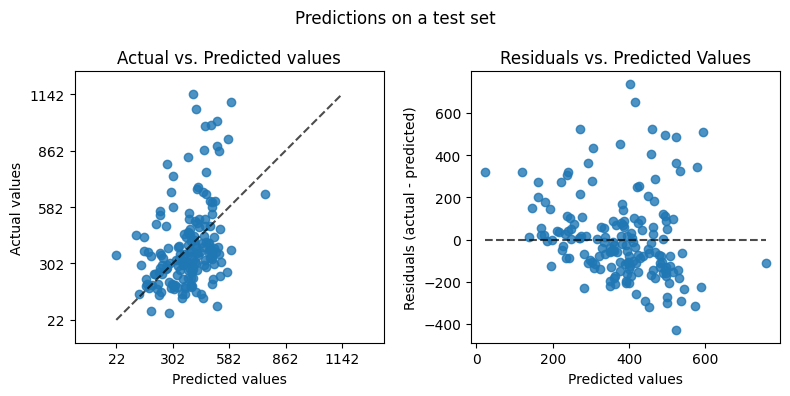 Predictions on a test set
Actual vs. Predicted values
Actual values
1142
862
582
302
22
22 302 582 862 1142
Predicted values
Residuals vs. Predicted Values
Residuals (actual - predicted)
600
400
200
0
−200
−400
0 200 400 600
Predicted values